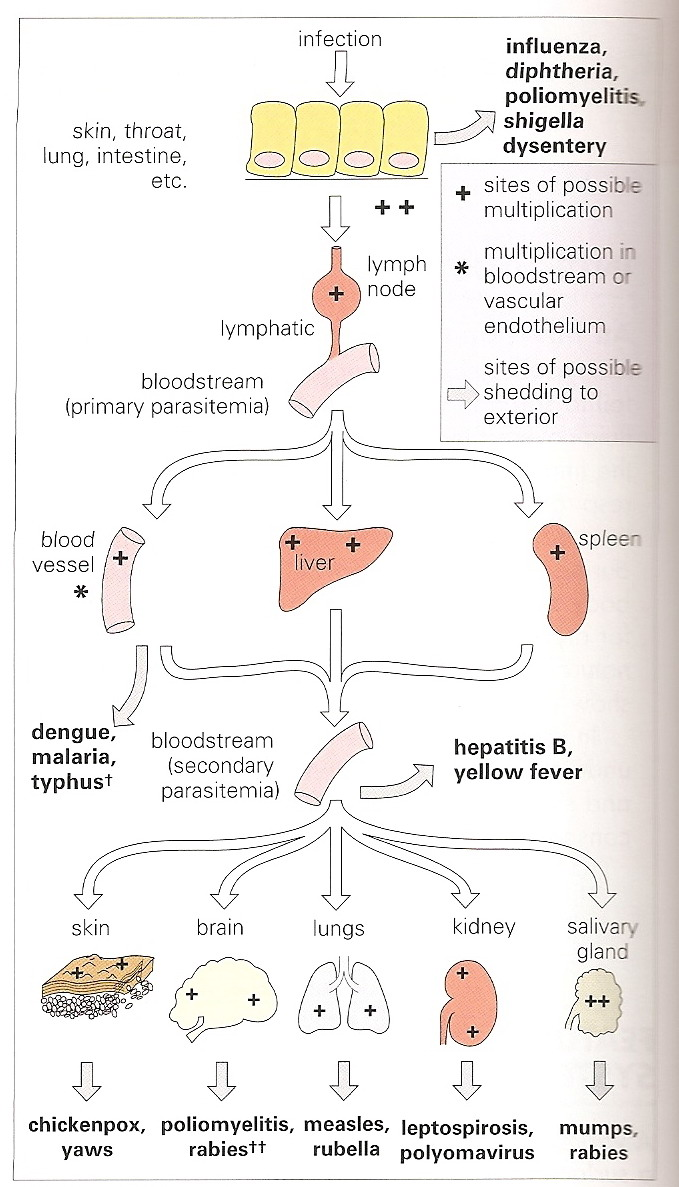 infection
influenza,
diphtheria,
poliomyelitis,
shigella
dysentery
skin, throat,
lung, intestine,
etc.
+ sites of possible
multiplication
* multiplication in
bloodstream or
vascular
endothelium
sites of possible
shedding to
exterior
+ +
lymph
node
+
lymphatic
bloodstream
(primary parasitemia)
blood
vessel
*
+
+ +
liver
+
spleen
dengue,
malaria,
typhus†
bloodstream
(secondary
parasitemia)
hepatitis B,
yellow fever
skin
brain
lungs
kidney
salivary
gland
+ +
+ +
+ +
+
+
++
chickenpox,
yaws
poliomyelitis,
rabies††
measles,
rubella
leptospirosis,
polyomavirus
mumps,
rabies